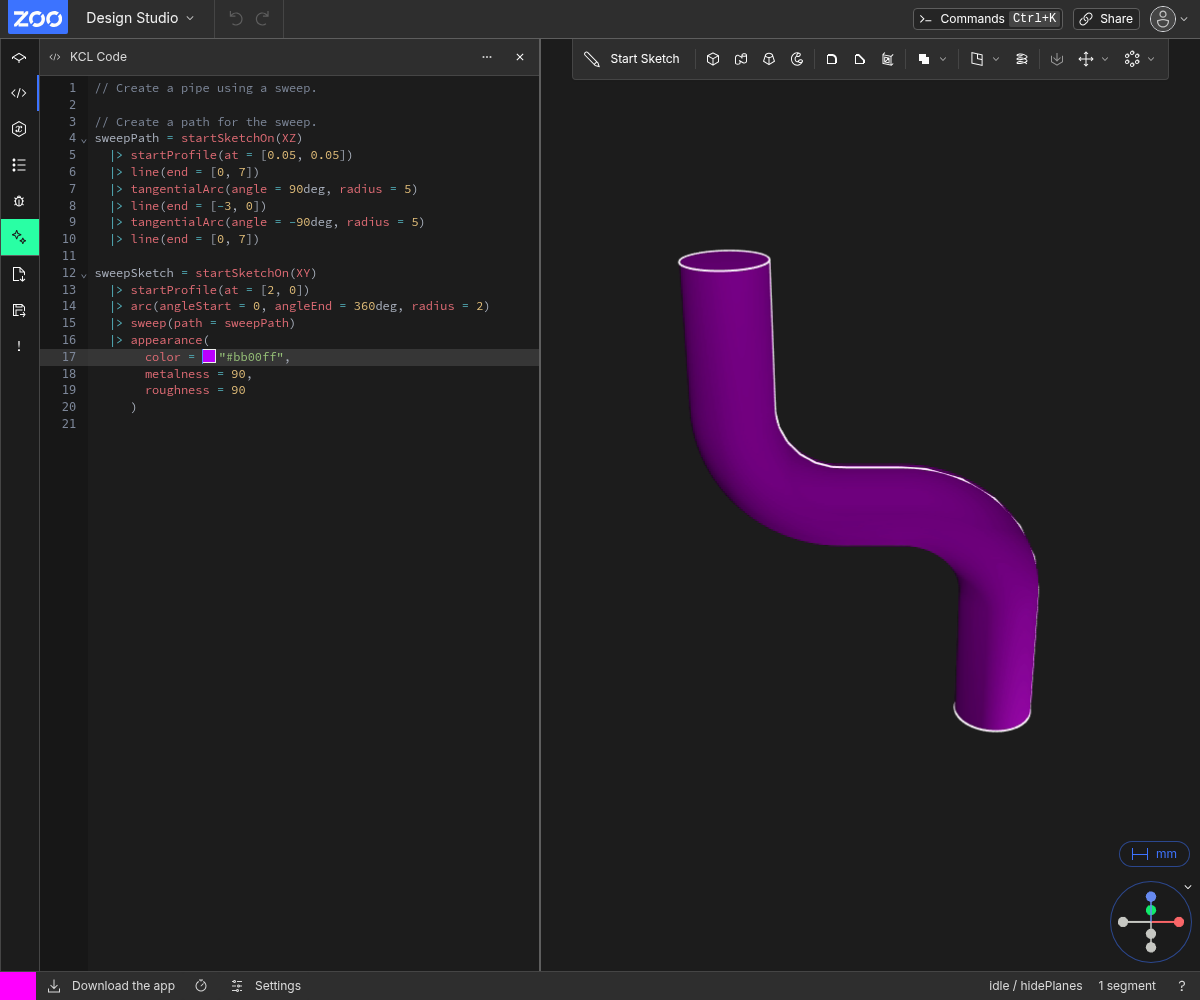 ZOO
Design Studio
Commands Ctrl+K
Share
KCL Code
Start Sketch
1 // Create a pipe using a sweep.
2
3 // Create a path for the sweep.
4 sweepPath = startSketchOn(XZ)
5   |> startProfile(at = [0.05, 0.05])
6   |> line(end = [0, 7])
7   |> tangentialArc(angle = 90deg, radius = 5)
8   |> line(end = [-3, 0])
9   |> tangentialArc(angle = -90deg, radius = 5)
10   |> line(end = [0, 7])
11
12 sweepSketch = startSketchOn(XY)
13   |> startProfile(at = [2, 0])
14   |> arc(angleStart = 0, angleEnd = 360deg, radius = 2)
15   |> sweep(path = sweepPath)
16   |> appearance(
17        color = "#bb00ff",
18        metalness = 90,
19        roughness = 90
20      )
21
mm
Download the app
Settings
idle / hidePlanes
1 segment
?